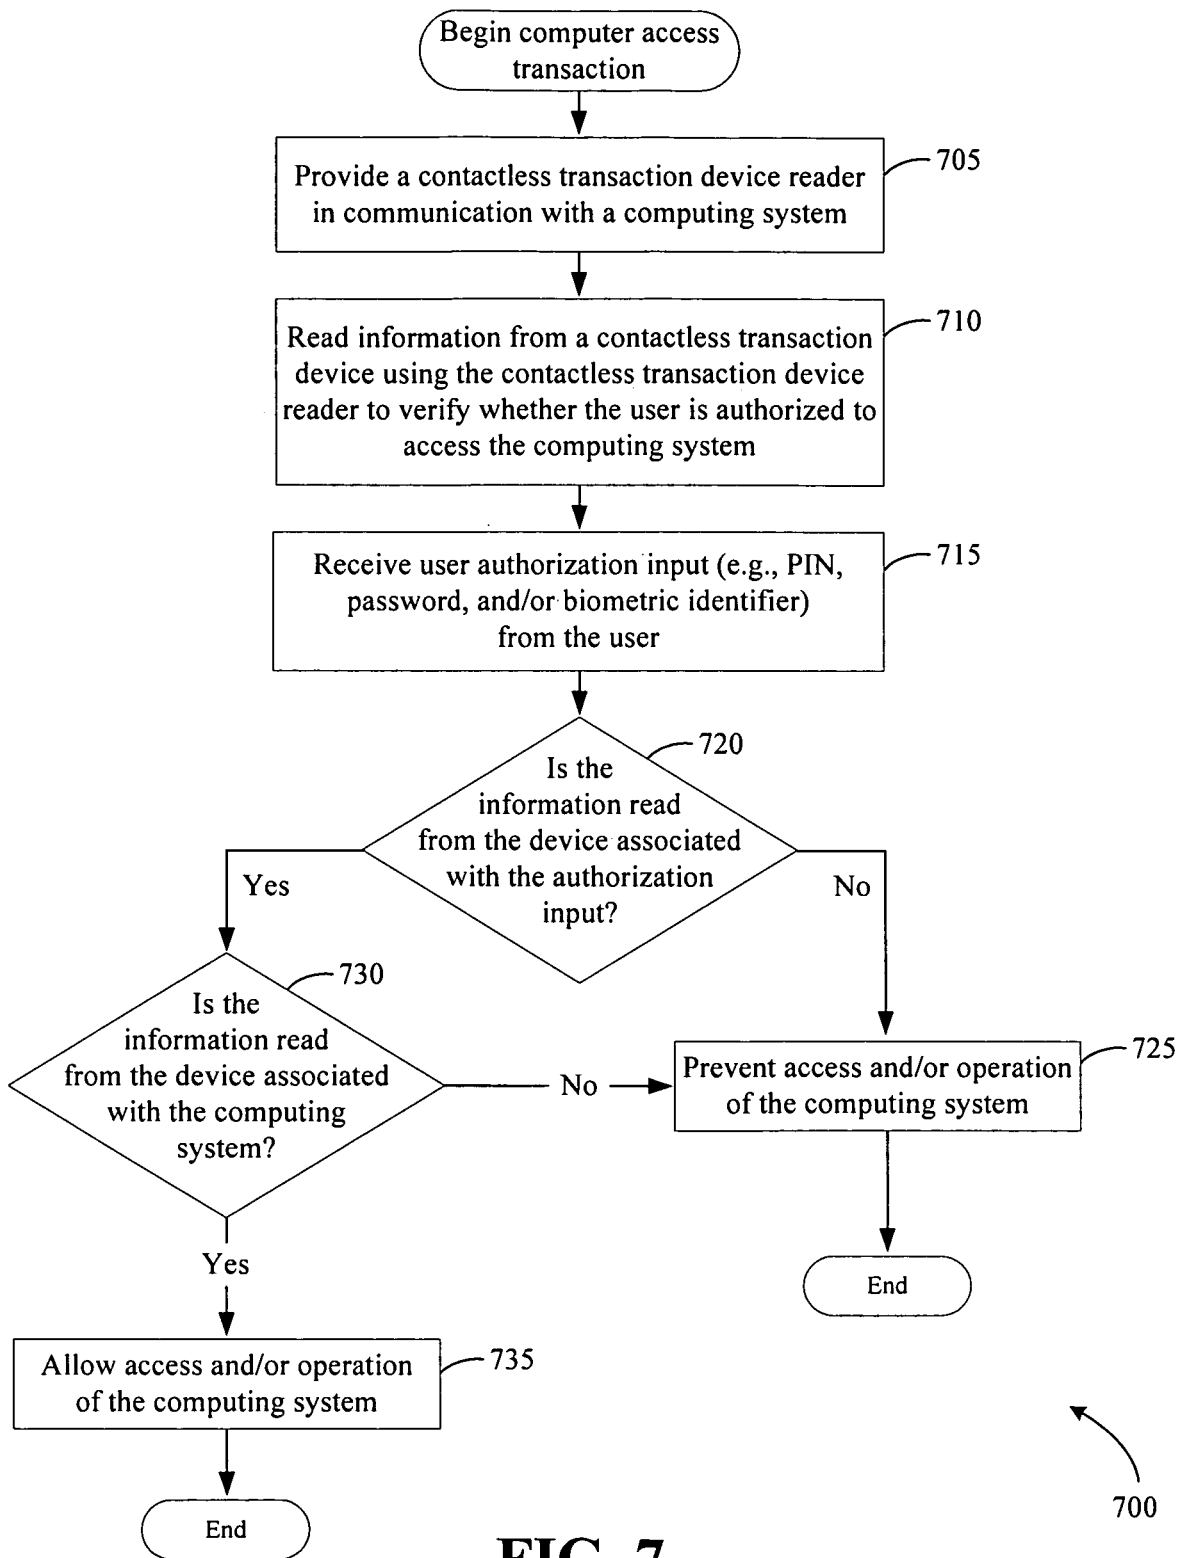 Begin computer access
transaction
Provide a contactless transaction device reader
in communication with a computing system
705
Read information from a contactless transaction
device using the contactless transaction device
reader to verify whether the user is authorized to
access the computing system
710
Receive user authorization input (e.g., PIN,
password, and/or biometric identifier)
from the user
715
Is the
information read
from the device associated
with the authorization
input?
720
Yes
No
Is the
information read
from the device associated
with the computing
system?
730
No
Prevent access and/or operation
of the computing system
725
Yes
End
Allow access and/or operation
of the computing system
735
End
700
FIG. 7